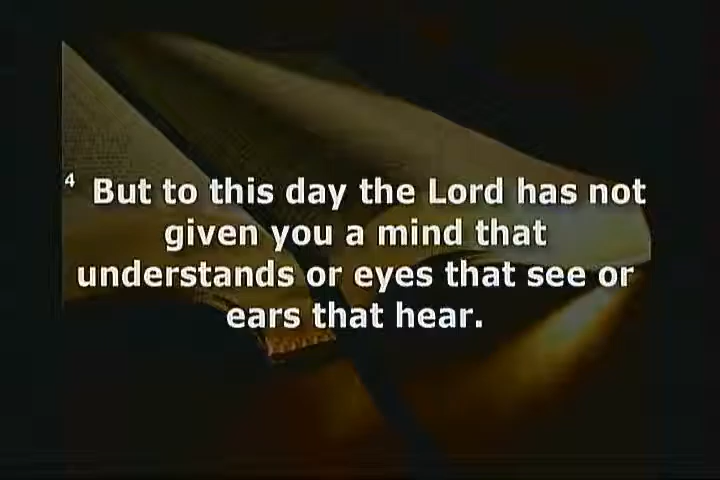 4 But to this day the Lord has not
given you a mind that
understands or eyes that see or
ears that hear.